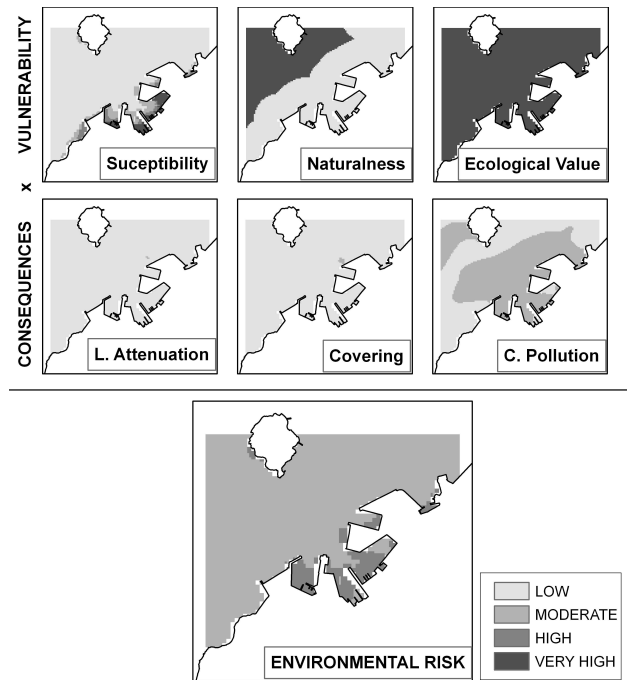 VULNERABILITY
Suceptibility
Naturalness
Ecological Value
x
CONSEQUENCES
L. Attenuation
Covering
C. Pollution
ENVIRONMENTAL RISK
LOW
MODERATE
HIGH
VERY HIGH